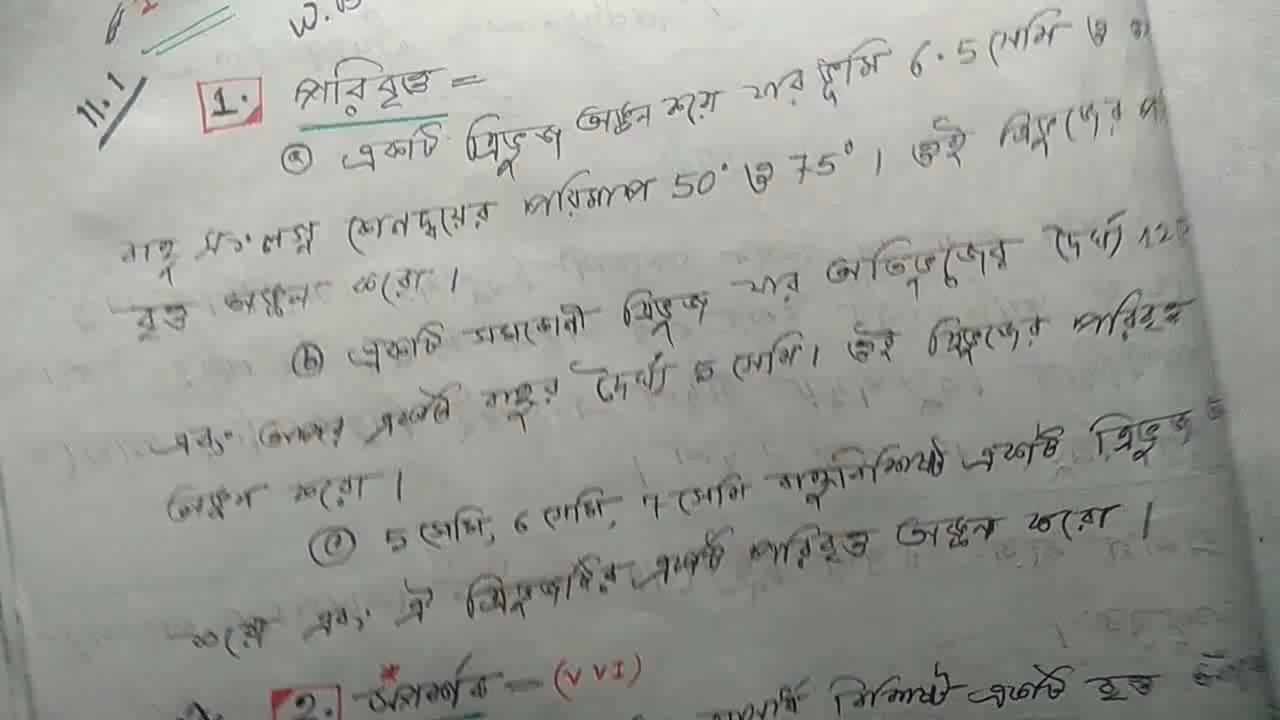 W.B
11.1
1. পরিবৃত্ত =
ⓐ একটি ত্রিভুজ অঙ্কন করো যার ভূমি 6.5 সেমি ও
বাহু সংলগ্ন কোনদ্বয়ের পরিমাপ 50° ও 75° । ওই ত্রিভুজের
বৃত্ত অঙ্কন করো ।
ⓑ একটি সমকোনী ত্রিভুজ যার অতিভুজের দৈর্ঘ্য 12
এবং অপর একটি বাহুর দৈর্ঘ্য 5 সেমি। ওই ত্রিভুজের পরিবৃত্ত
অঙ্কন করো ।
ⓒ 5 সেমি, 6 সেমি, 7 সেমি বাহুবিশিষ্ট একটি ত্রিভুজ
করো এবং ঐ ত্রিভুজটির একটি পরিবৃত্ত অঙ্কন করো ।
2. স্পর্শক — (VVI)
বিশিষ্ট একটি বৃত্ত